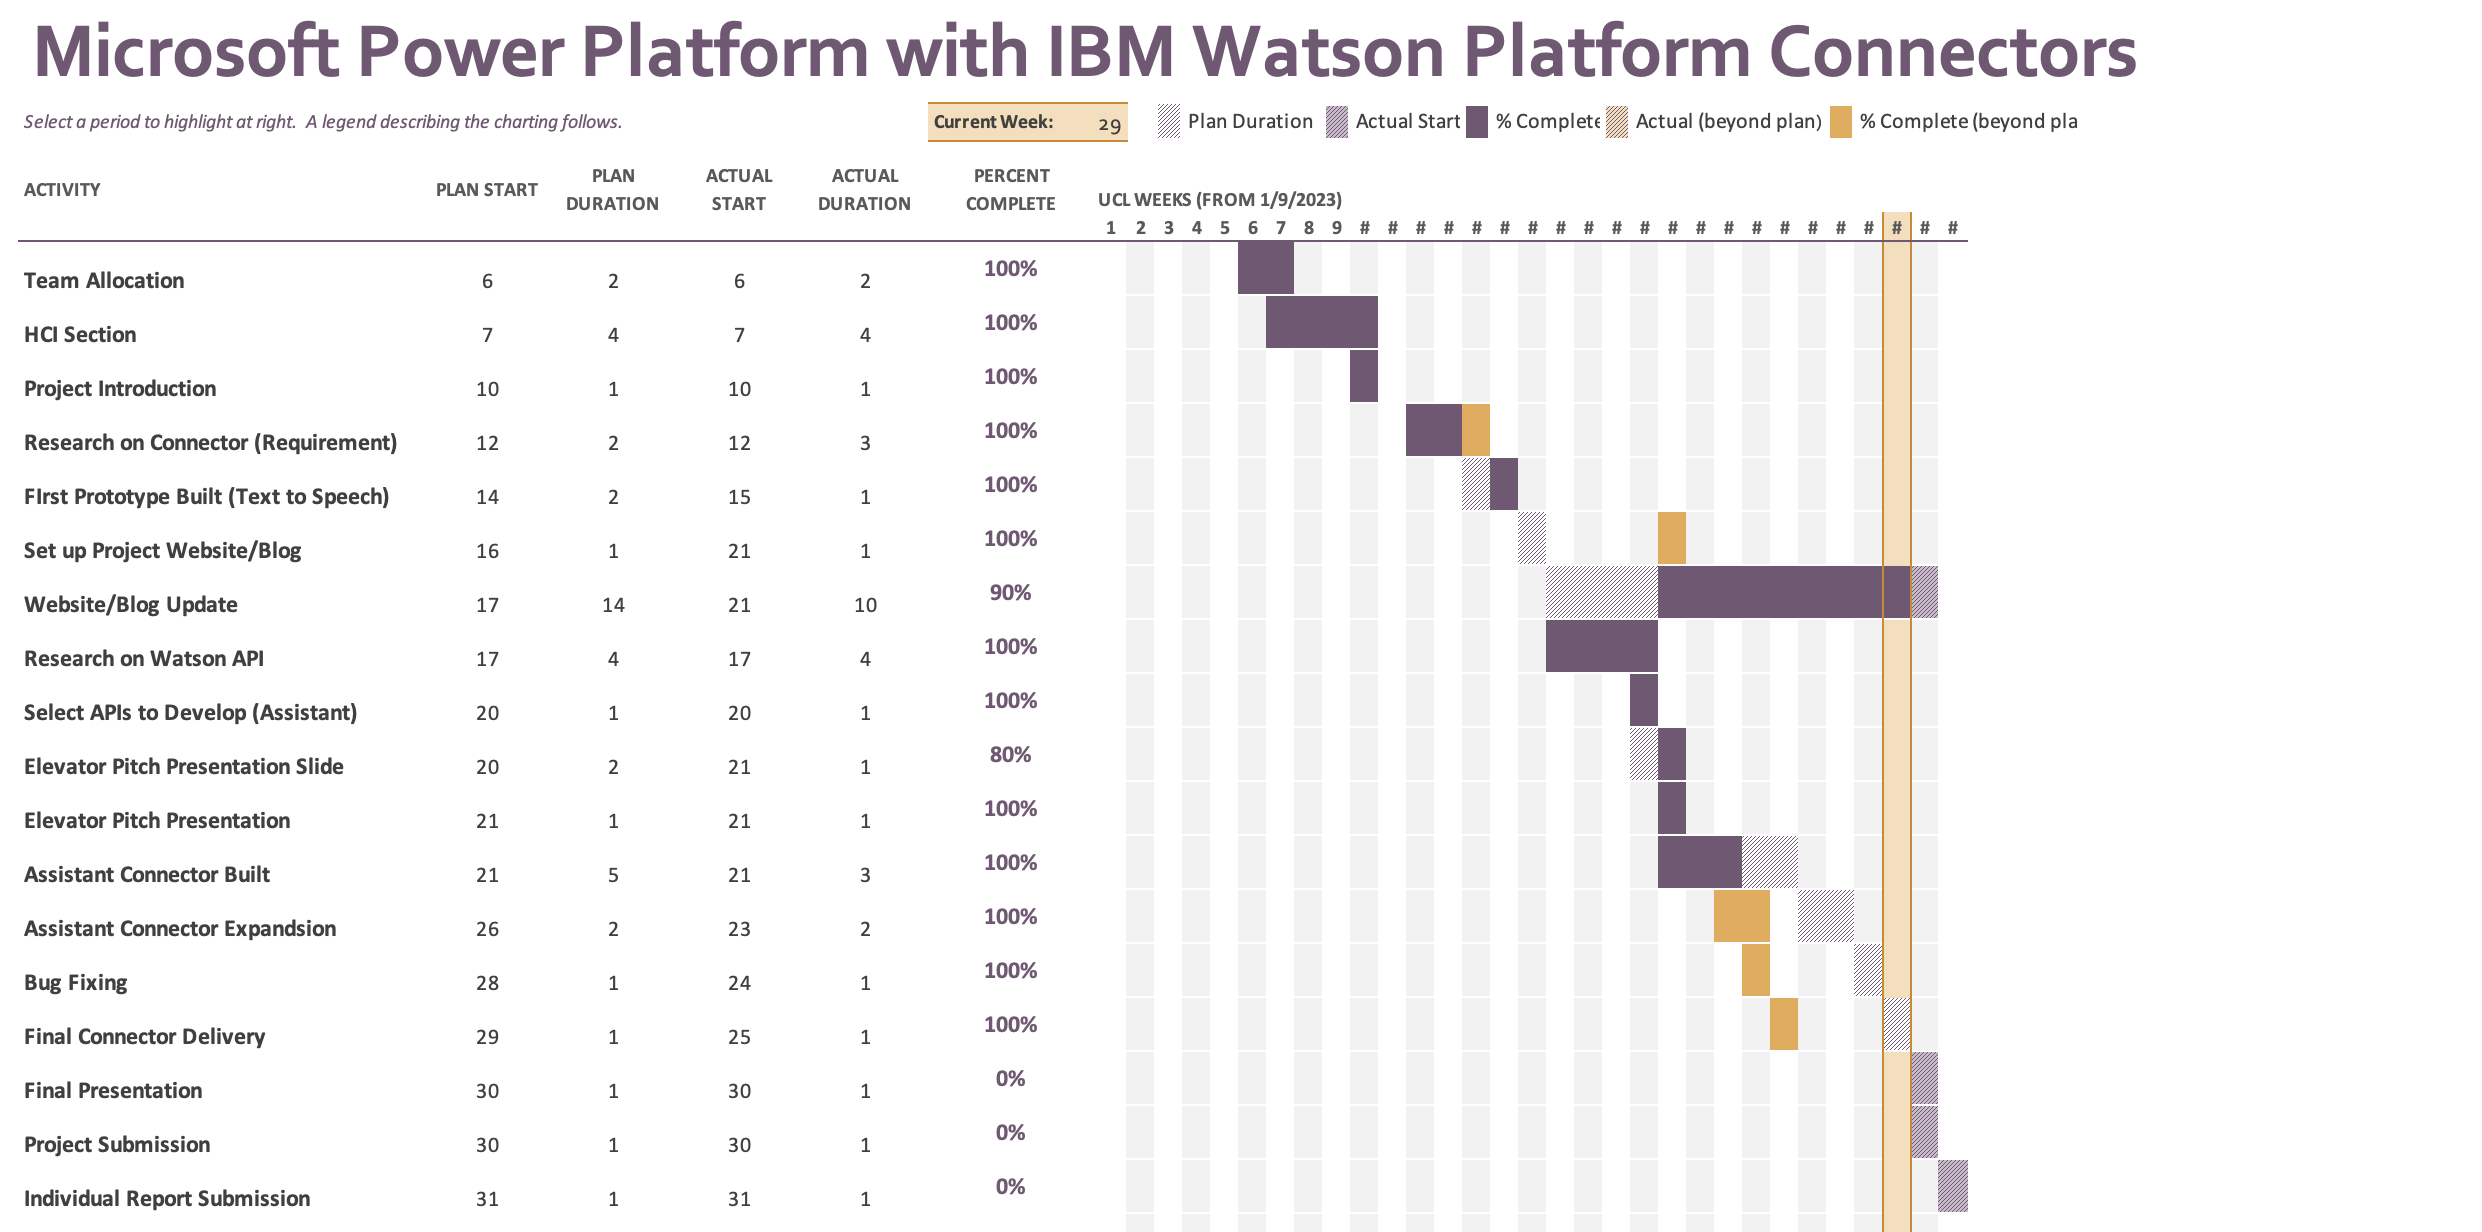 Microsoft Power Platform with IBM Watson Platform Connectors
Select a period to highlight at right.  A legend describing the charting follows.
Current Week: 29
Plan Duration
Actual Start
% Complete
Actual (beyond plan)
% Complete (beyond pla
ACTIVITY PLAN START PLAN DURATION ACTUAL START ACTUAL DURATION PERCENT COMPLETE
UCL WEEKS (FROM 1/9/2023)
1 2 3 4 5 6 7 8 9 # # # # # # # # # # # # # # # # # # # # # #
Team Allocation 6 2 6 2 100%
HCI Section 7 4 7 4 100%
Project Introduction 10 1 10 1 100%
Research on Connector (Requirement) 12 2 12 3 100%
FIrst Prototype Built (Text to Speech) 14 2 15 1 100%
Set up Project Website/Blog 16 1 21 1 100%
Website/Blog Update 17 14 21 10 90%
Research on Watson API 17 4 17 4 100%
Select APIs to Develop (Assistant) 20 1 20 1 100%
Elevator Pitch Presentation Slide 20 2 21 1 80%
Elevator Pitch Presentation 21 1 21 1 100%
Assistant Connector Built 21 5 21 3 100%
Assistant Connector Expandsion 26 2 23 2 100%
Bug Fixing 28 1 24 1 100%
Final Connector Delivery 29 1 25 1 100%
Final Presentation 30 1 30 1 0%
Project Submission 30 1 30 1 0%
Individual Report Submission 31 1 31 1 0%